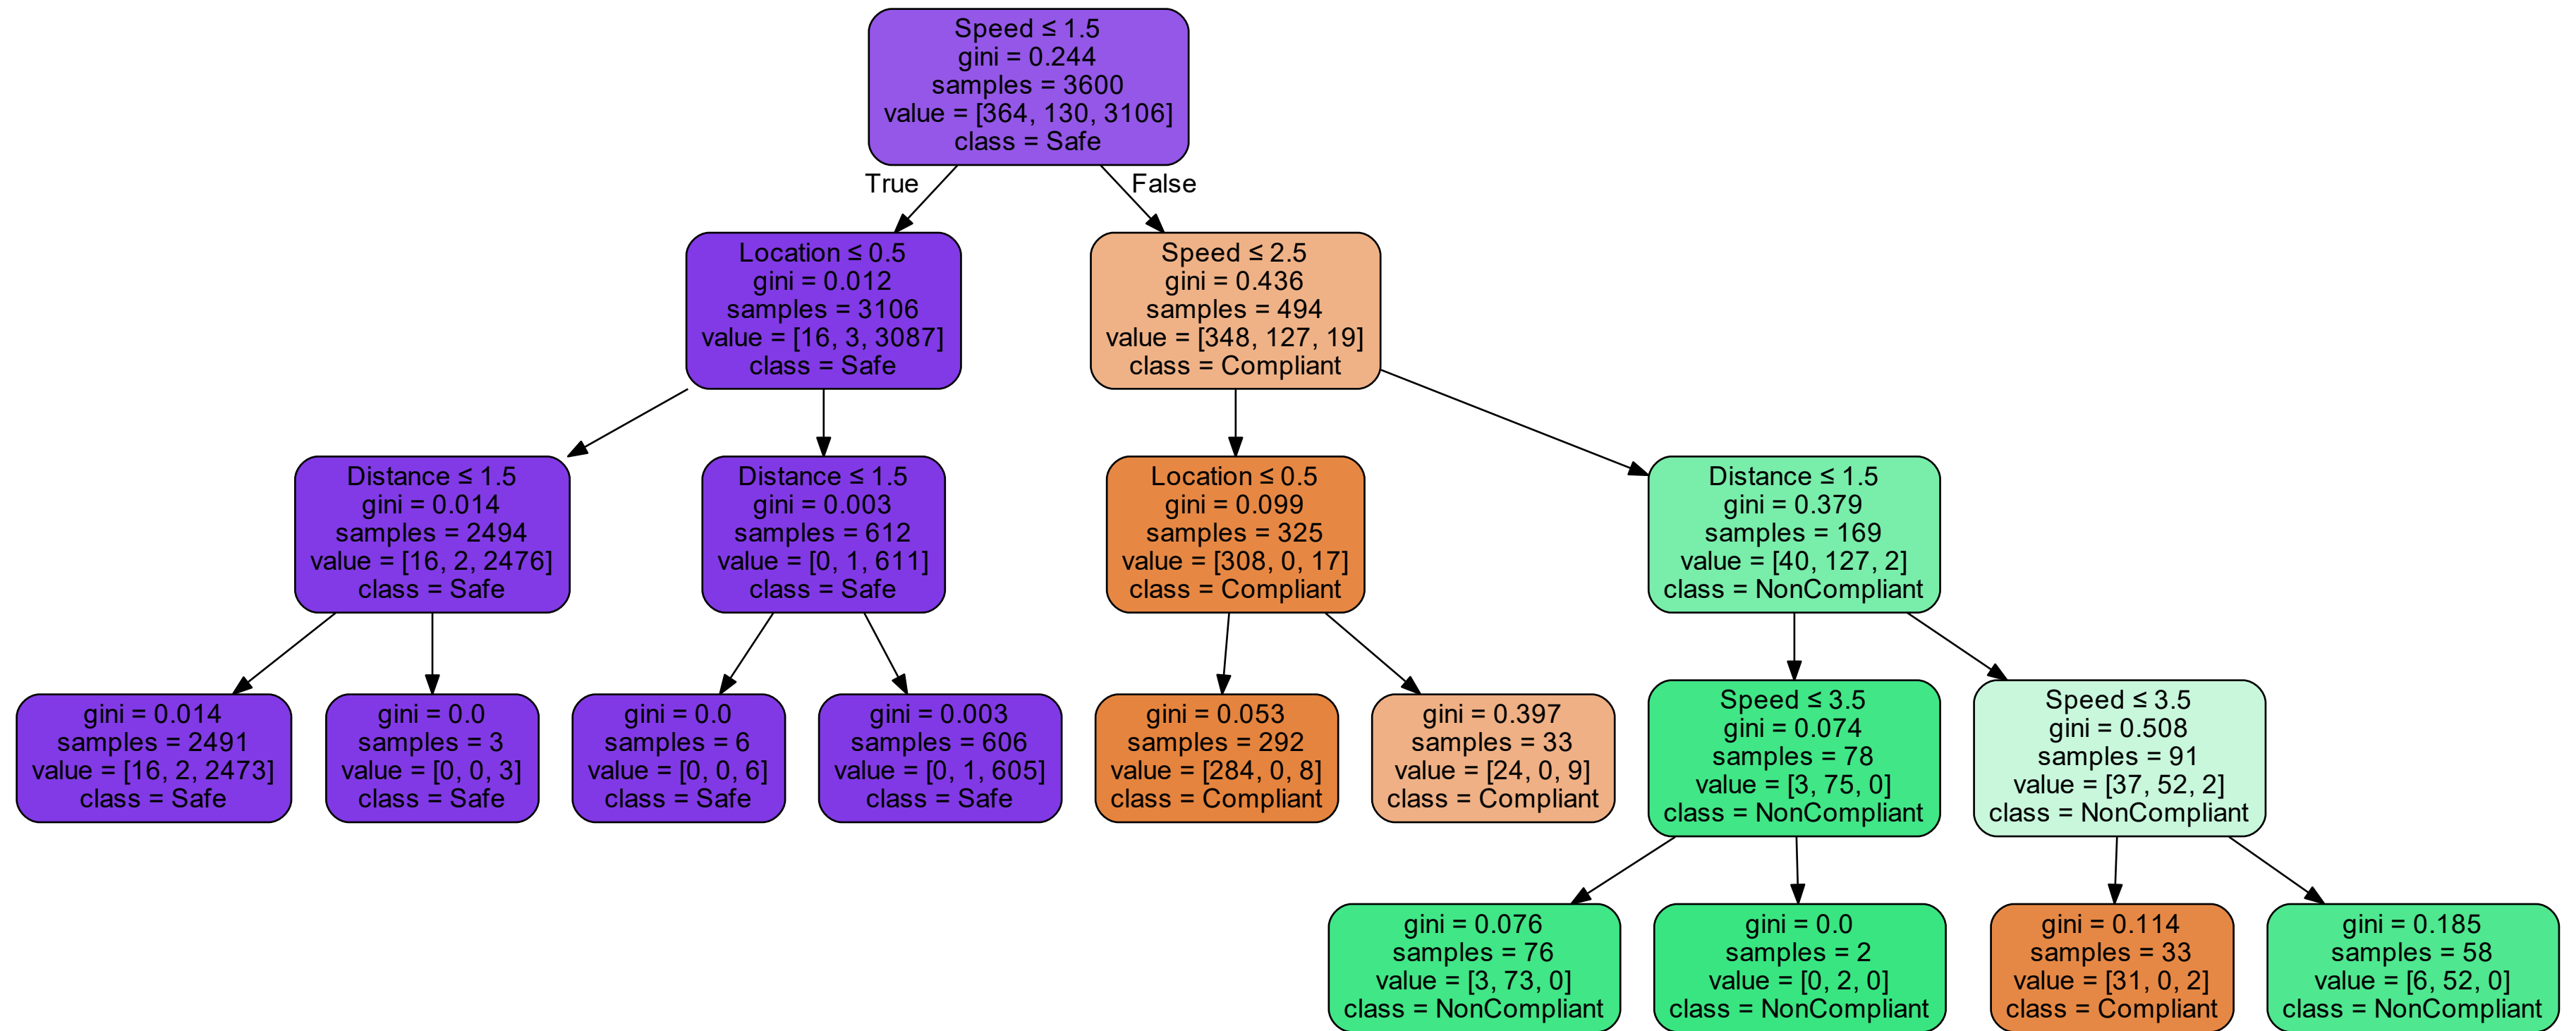 Speed ≤ 1.5
gini = 0.244
samples = 3600
value = [364, 130, 3106]
class = Safe
True
False
Location ≤ 0.5
gini = 0.012
samples = 3106
value = [16, 3, 3087]
class = Safe
Speed ≤ 2.5
gini = 0.436
samples = 494
value = [348, 127, 19]
class = Compliant
Distance ≤ 1.5
gini = 0.014
samples = 2494
value = [16, 2, 2476]
class = Safe
Distance ≤ 1.5
gini = 0.003
samples = 612
value = [0, 1, 611]
class = Safe
Location ≤ 0.5
gini = 0.099
samples = 325
value = [308, 0, 17]
class = Compliant
Distance ≤ 1.5
gini = 0.379
samples = 169
value = [40, 127, 2]
class = NonCompliant
gini = 0.014
samples = 2491
value = [16, 2, 2473]
class = Safe
gini = 0.0
samples = 3
value = [0, 0, 3]
class = Safe
gini = 0.0
samples = 6
value = [0, 0, 6]
class = Safe
gini = 0.003
samples = 606
value = [0, 1, 605]
class = Safe
gini = 0.053
samples = 292
value = [284, 0, 8]
class = Compliant
gini = 0.397
samples = 33
value = [24, 0, 9]
class = Compliant
Speed ≤ 3.5
gini = 0.074
samples = 78
value = [3, 75, 0]
class = NonCompliant
Speed ≤ 3.5
gini = 0.508
samples = 91
value = [37, 52, 2]
class = NonCompliant
gini = 0.076
samples = 76
value = [3, 73, 0]
class = NonCompliant
gini = 0.0
samples = 2
value = [0, 2, 0]
class = NonCompliant
gini = 0.114
samples = 33
value = [31, 0, 2]
class = Compliant
gini = 0.185
samples = 58
value = [6, 52, 0]
class = NonCompliant